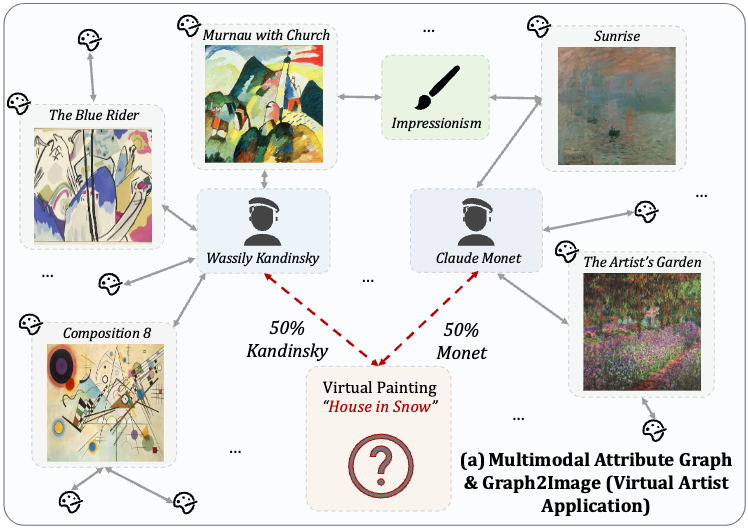 Murnau with Church
...
Sunrise
The Blue Rider
Impressionism
...
Wassily Kandinsky
Claude Monet
The Artist's Garden
...
...
50%
Kandinsky
50%
Monet
Composition 8
Virtual Painting
“House in Snow”
?
...
...
(a) Multimodal Attribute Graph
& Graph2Image (Virtual Artist
Application)